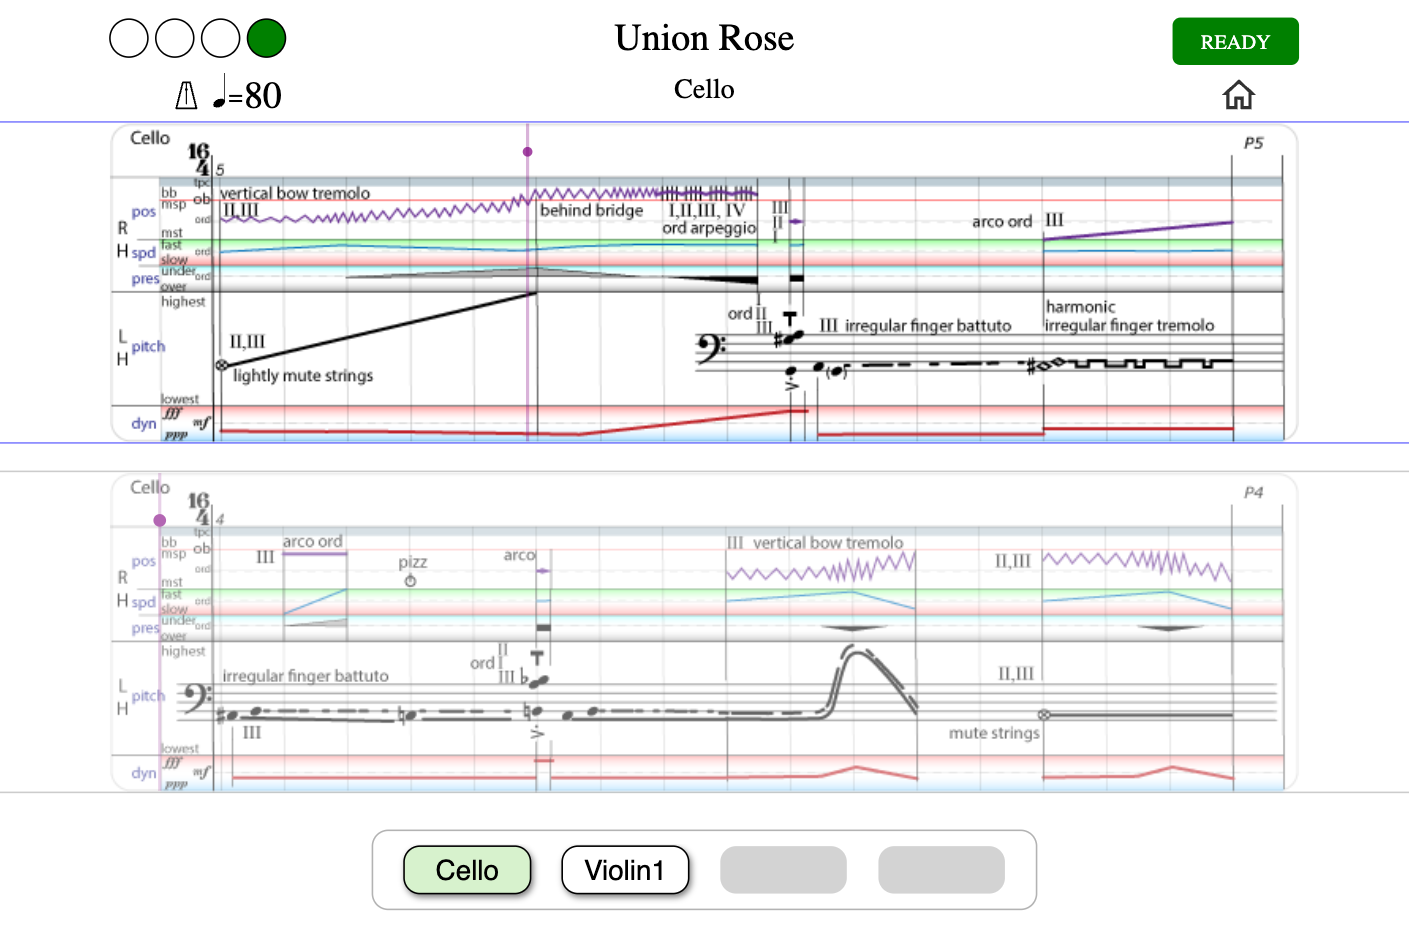 Union Rose
READY
♩=80
Cello
Cello
16
4
5
P5
tpc
bb
ob
msp
pos
ord
mst
vertical bow tremolo
II,III
behind bridge
I,II,III, IV
ord arpeggio
III
II
I
arco ord
III
R
H
spd
fast
ord
slow
pres
under
ord
over
highest
L
H
pitch
II,III
lightly mute strings
ord
I
II
III
III irregular finger battuto
harmonic
irregular finger tremolo
lowest
dyn
fff
mf
ppp
Cello
16
4
4
P4
tpc
bb
ob
msp
pos
ord
mst
III
arco ord
pizz
arco
III vertical bow tremolo
II,III
R
H
spd
fast
ord
slow
pres
under
ord
over
highest
L
H
pitch
irregular finger battuto
III
ord
II
I
III
II,III
mute strings
lowest
dyn
fff
mf
ppp
Cello
Violin1